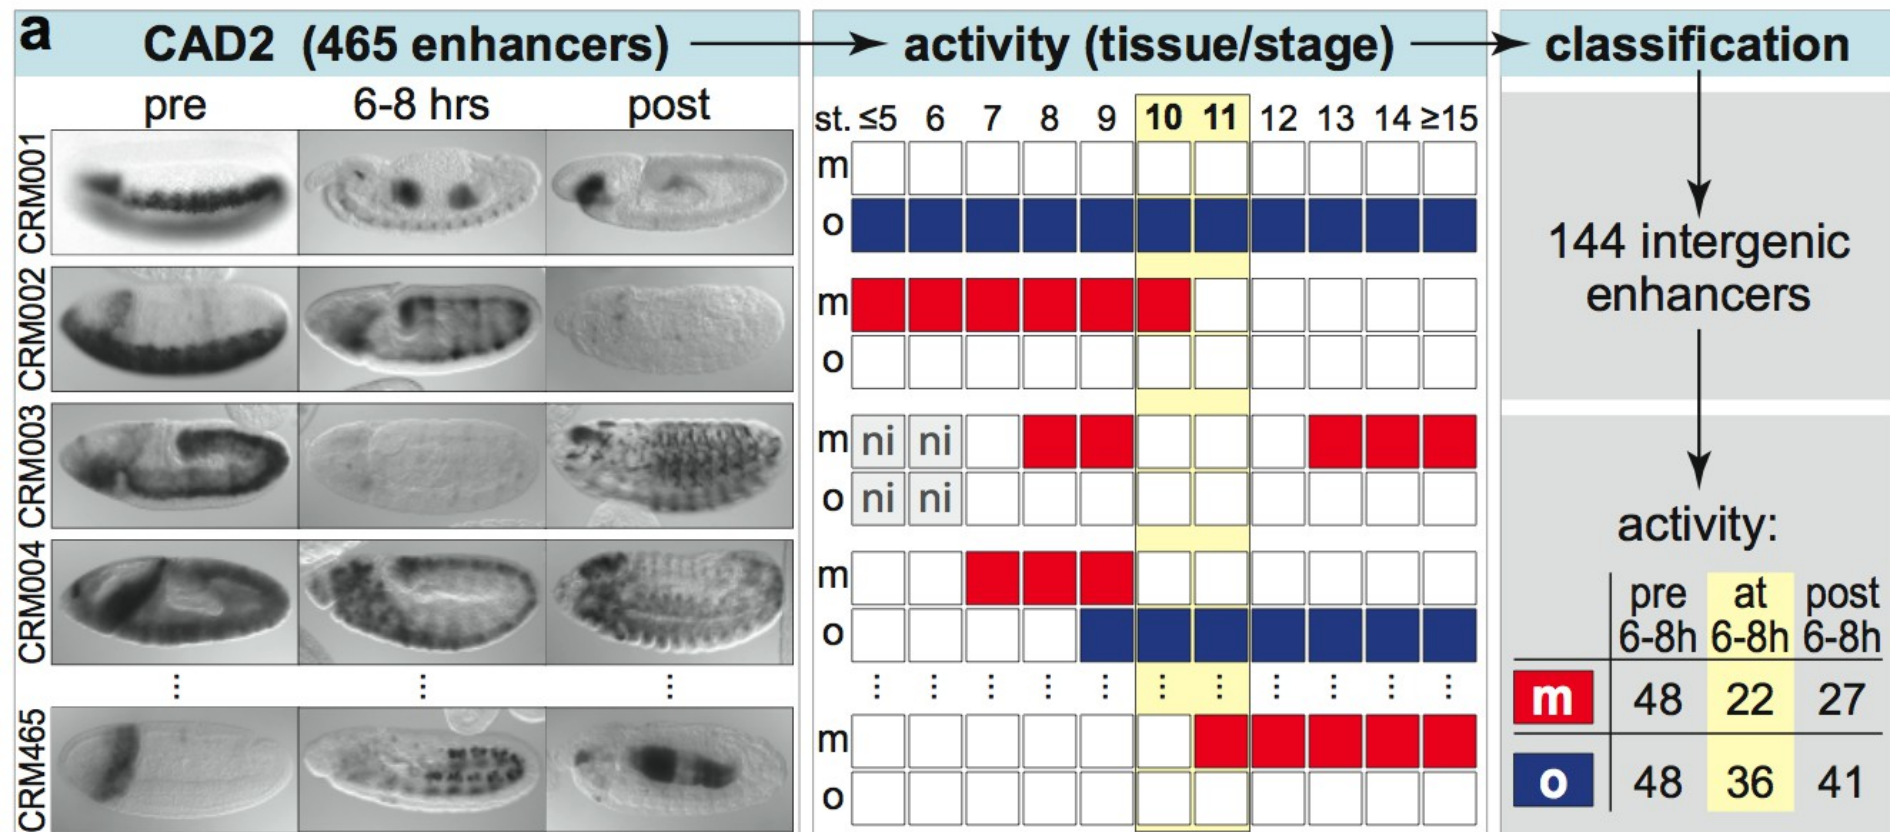 a
CAD2 (465 enhancers)
activity (tissue/stage)
classification
pre 6-8 hrs post
CRM001
CRM002
CRM003
CRM004
⋮ ⋮ ⋮
CRM465
st. ≤5 6 7 8 9 10 11 12 13 14 ≥15
m
o
m
o
m ni ni
o ni ni
m
o
⋮ ⋮ ⋮ ⋮ ⋮ ⋮ ⋮ ⋮ ⋮ ⋮ ⋮
m
o
144 intergenic
enhancers
activity:
pre at post
6-8h 6-8h 6-8h
m 48 22 27
o 48 36 41